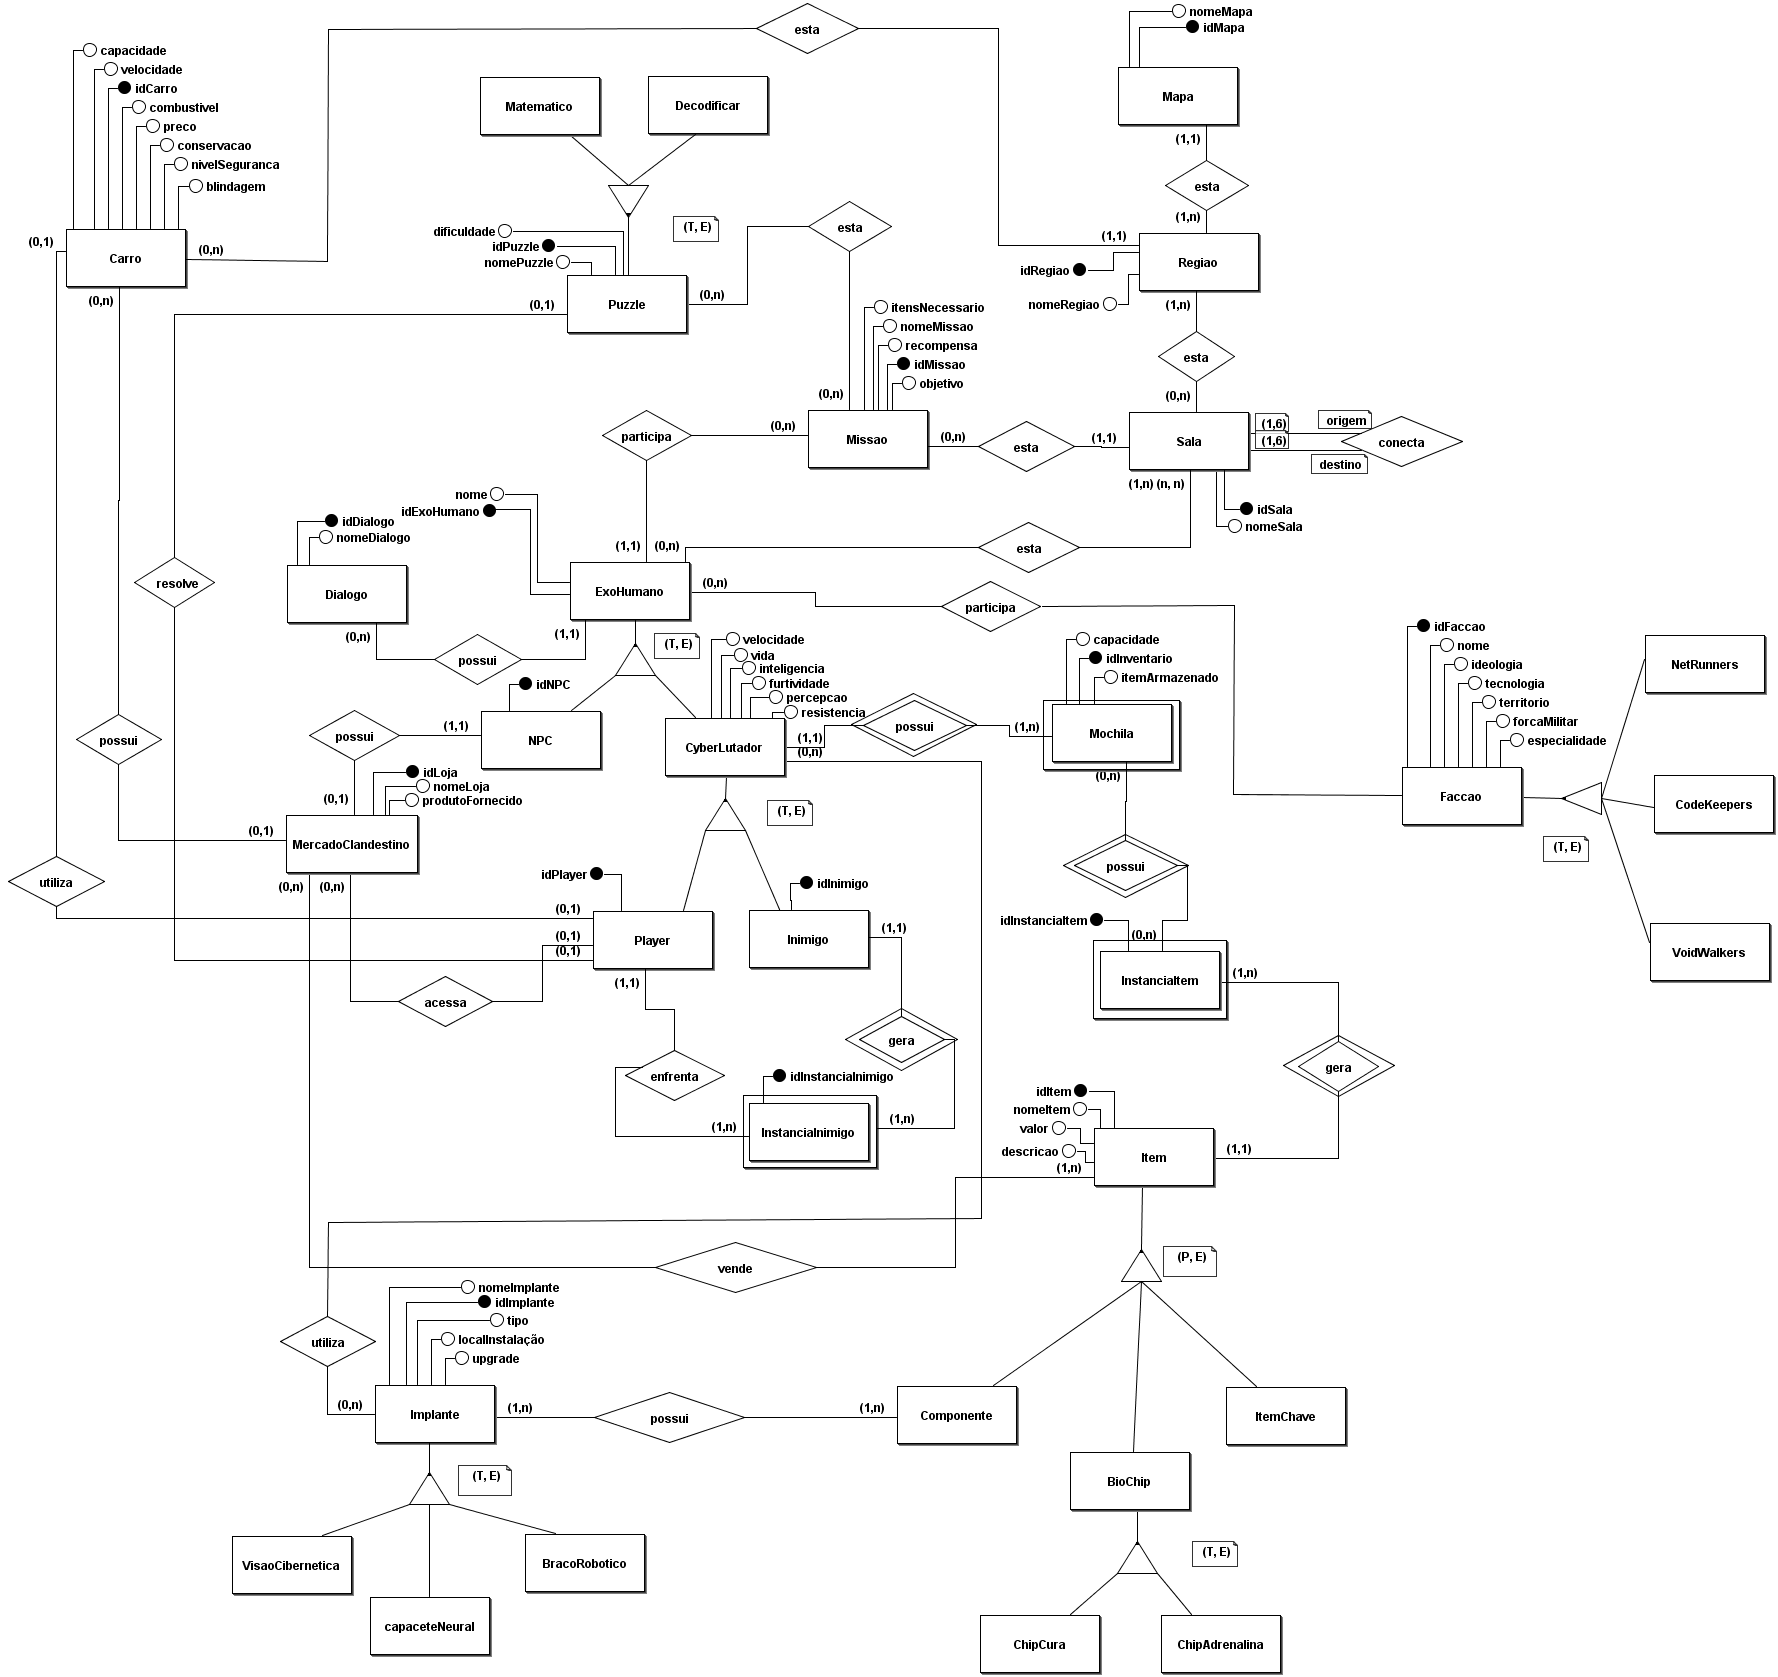 nomeMapa
idMapa
esta
capacidade
velocidade
idCarro
combustivel
preco
conservacao
nivelSeguranca
blindagem
Matematico
Decodificar
Mapa
(1,1)
esta
(1,n)
(0,1)
Carro
(0,n)
(0,n)
dificuldade
idPuzzle
nomePuzzle
(T, E)
esta
(0,1)
Puzzle
(0,n)
(1,1)
Regiao
idRegiao
nomeRegiao
(1,n)
itensNecessario
nomeMissao
recompensa
idMissao
objetivo
esta
(0,n)
(0,n)
participa
(0,n)
Missao
(0,n)
esta
(1,1)
Sala
(1,6)
(1,6)
origem
conecta
destino
(1,n) (n, n)
idSala
nomeSala
nome
idExoHumano
idDialogo
nomeDialogo
(1,1)
(0,n)
esta
resolve
Dialogo
ExoHumano
(0,n)
participa
(0,n)
possui
(1,1)
(T, E)
velocidade
vida
inteligencia
furtividade
percepcao
resistencia
capacidade
idInventario
itemArmazenado
idFaccao
nome
ideologia
tecnologia
territorio
forcaMilitar
especialidade
NetRunners
idNPC
possui
possui
(1,1)
NPC
CyberLutador
(1,1)
(0,n)
possui
(1,n)
Mochila
(0,n)
idLoja
nomeLoja
produtoFornecido
(0,1)
(0,1)
MercadoClandestino
(T, E)
Faccao
CodeKeepers
(T, E)
utiliza
(0,n)
(0,n)
idPlayer
idInimigo
possui
(0,1)
(0,1)
(0,1)
Player
Inimigo
(1,1)
idInstanciaItem
(0,n)
VoidWalkers
InstanciaItem
(1,n)
(1,1)
acessa
gera
gera
enfrenta
idInstanciaInimigo
(1,n)
InstanciaInimigo
(1,n)
idItem
nomeItem
valor
descricao
(1,n)
Item
(1,1)
vende
(P, E)
nomeImplante
idImplante
tipo
localInstalação
upgrade
utiliza
(0,n)
Implante
(1,n)
possui
(1,n)
Componente
ItemChave
(T, E)
BioChip
VisaoCibernetica
BracoRobotico
(T, E)
capaceteNeural
ChipCura
ChipAdrenalina